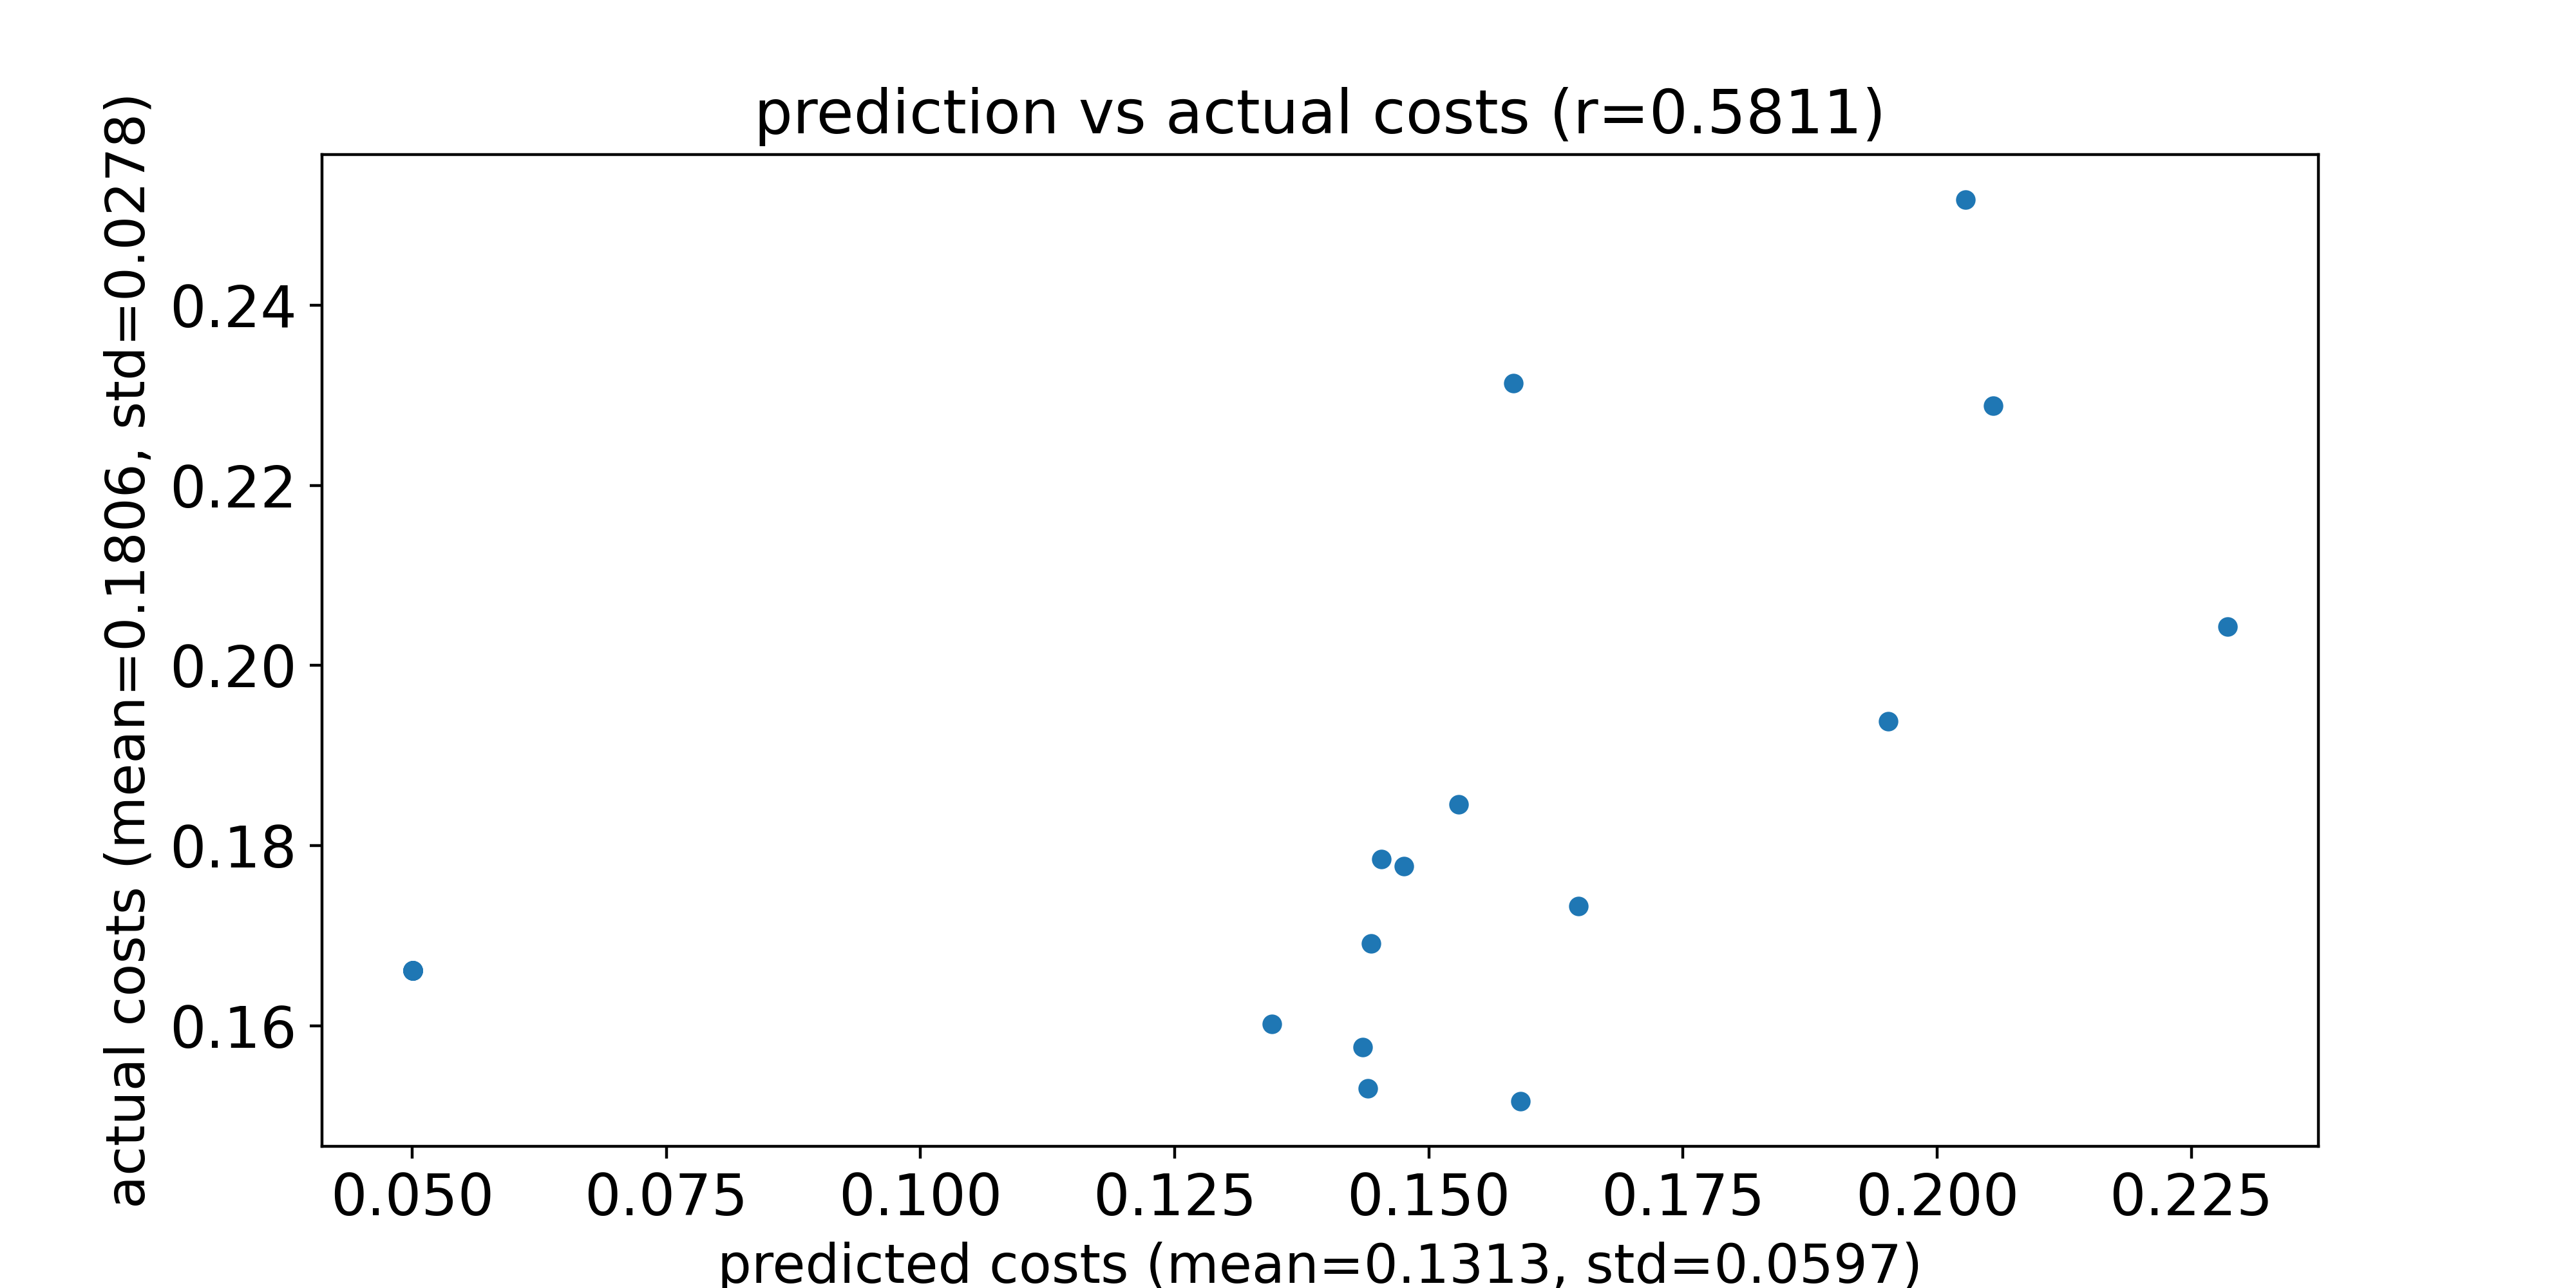 prediction vs actual costs (r=0.5811)
actual costs (mean=0.1806, std=0.0278)
0.24
0.22
0.20
0.18
0.16
0.050 0.075 0.100 0.125 0.150 0.175 0.200 0.225
predicted costs (mean=0.1313, std=0.0597)